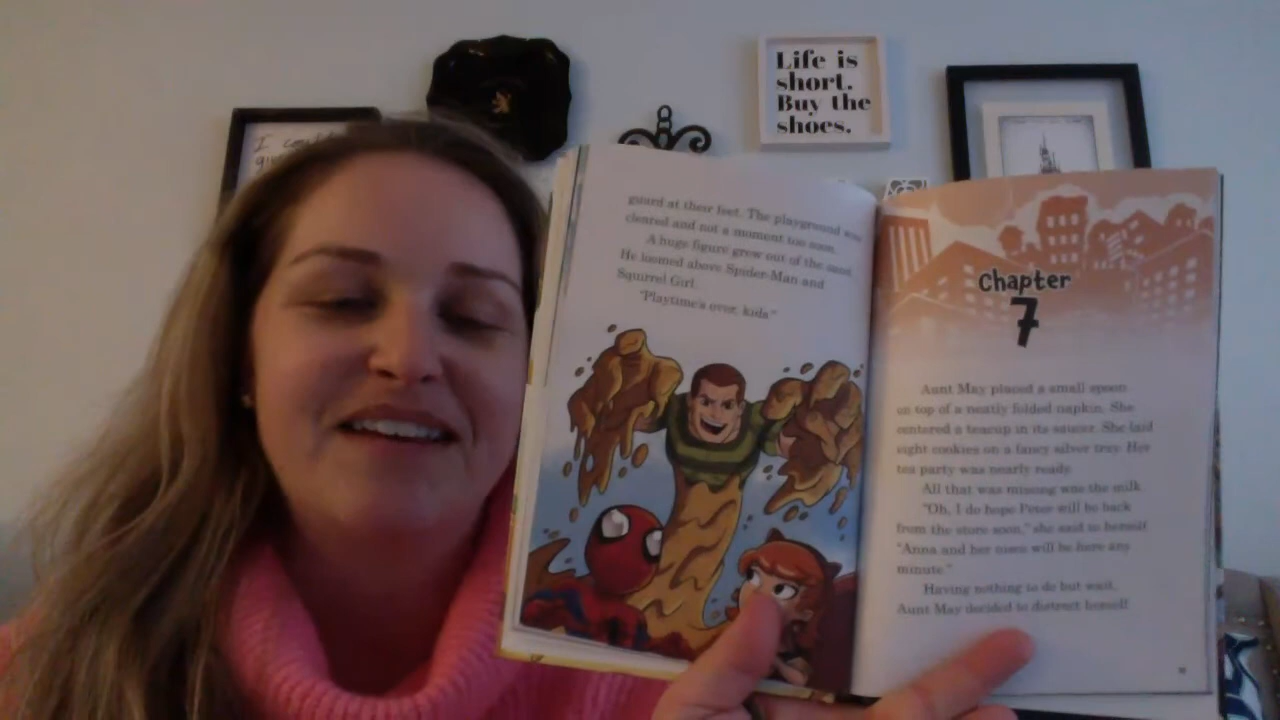 Life is
short.
Buy the
shoes.
I could
guard at their feet. The playground was
cleared and not a moment too soon.
A huge figure grew out of the sand.
He loomed above Spider-Man and
Squirrel Girl.
"Playtime's over, kids."
Chapter
7
Aunt May placed a small spoon
on top of a neatly folded napkin. She
centered a teacup in its saucer. She laid
eight cookies on a fancy silver tray. Her
tea party was nearly ready.
All that was missing was the milk.
"Oh, I do hope Peter will be back
from the store soon," she said to herself.
"Anna and her niece will be here any
minute."
Having nothing to do but wait,
Aunt May decided to distract herself